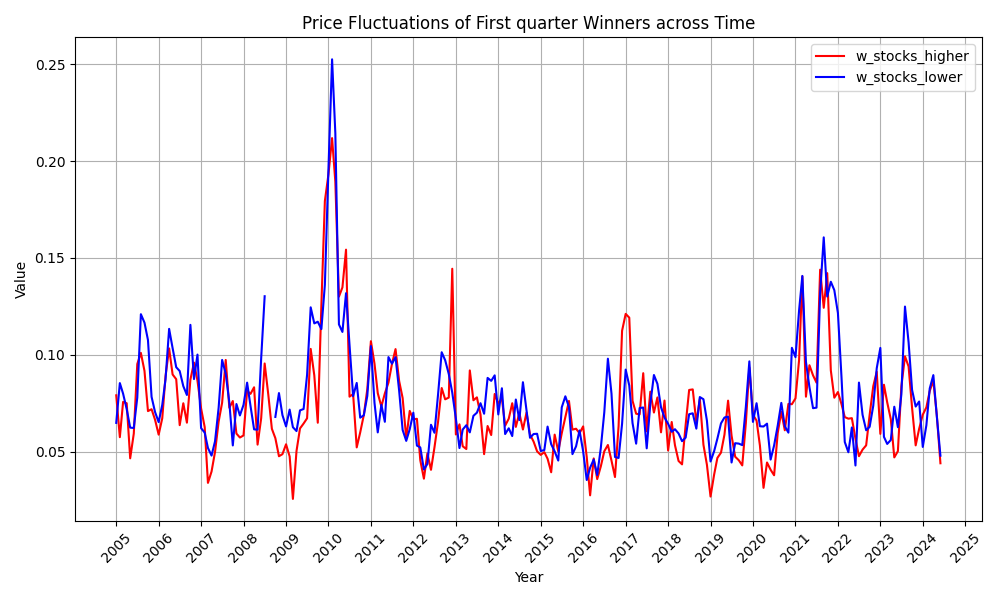 Price Fluctuations of First quarter Winners across Time
w_stocks_higher
w_stocks_lower
0.25
0.20
0.15
0.10
0.05
Value
2005 2006 2007 2008 2009 2010 2011 2012 2013 2014 2015 2016 2017 2018 2019 2020 2021 2022 2023 2024 2025
Year